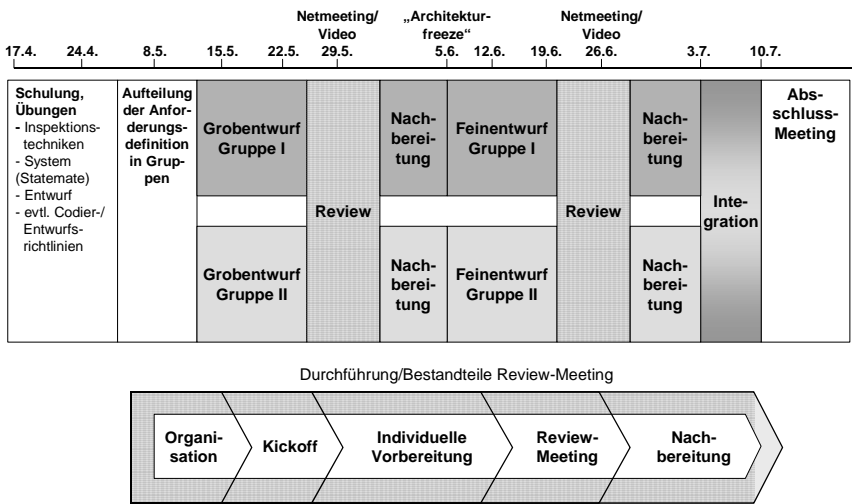 Netmeeting/
Video
„Architektur-
freeze“
Netmeeting/
Video
17.4. 24.4. 8.5. 15.5. 22.5. 29.5. 5.6. 12.6. 19.6. 26.6. 3.7. 10.7.
Schulung,
Übungen
- Inspektions-
techniken
- System
(Statemate)
- Entwurf
- evtl. Codier-/
Entwurfs-
richtlinien
Aufteilung
der Anfor-
derungs-
definition
in Grup-
pen
Grobentwurf
Gruppe I
Grobentwurf
Gruppe II
Review
Nach-
berei-
tung
Nach-
berei-
tung
Feinentwurf
Gruppe I
Feinentwurf
Gruppe II
Review
Nach-
berei-
tung
Nach-
berei-
tung
Inte-
gration
Abs-
schluss-
Meeting
Durchführung/Bestandteile Review-Meeting
Organi-
sation
Kickoff
Individuelle
Vorbereitung
Review-
Meeting
Nach-
bereitung